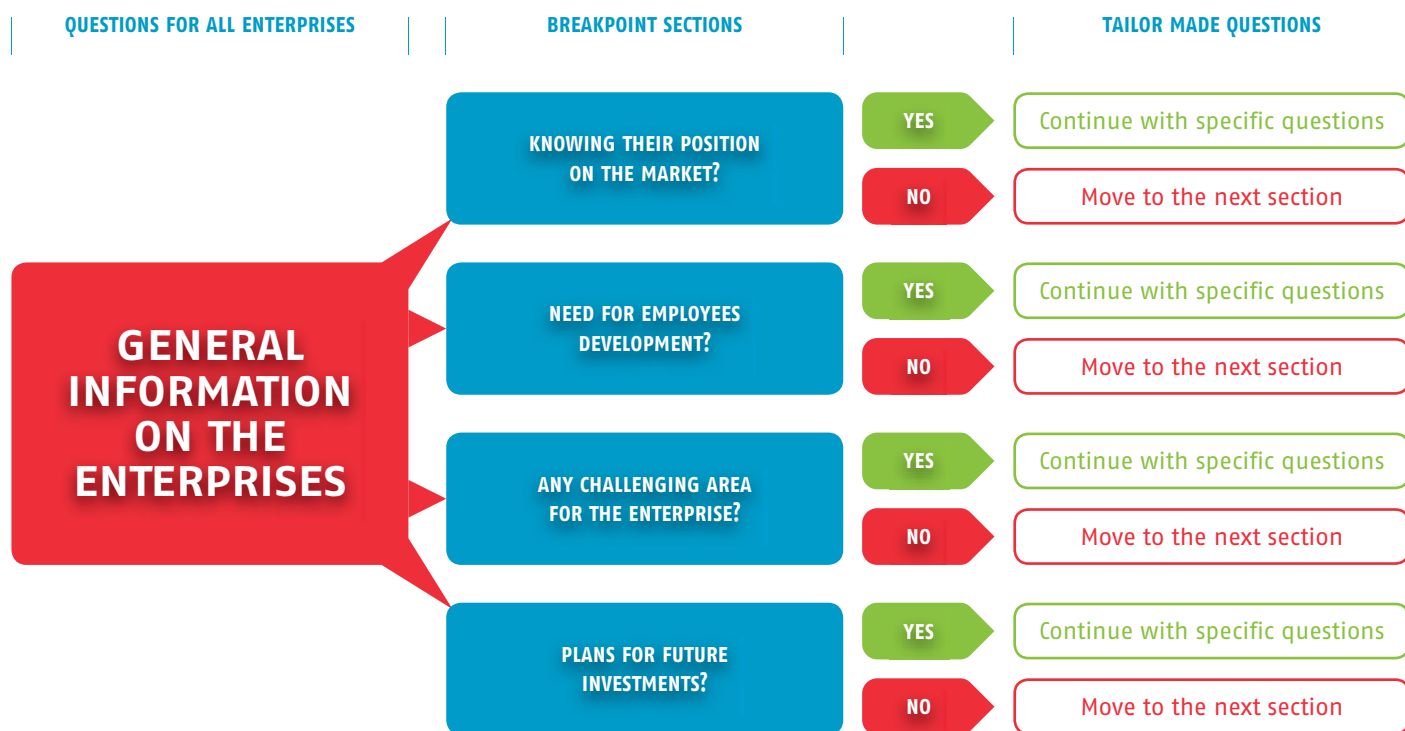 QUESTIONS FOR ALL ENTERPRISES
BREAKPOINT SECTIONS
TAILOR MADE QUESTIONS
GENERAL
INFORMATION
ON THE
ENTERPRISES
KNOWING THEIR POSITION
ON THE MARKET?
YES
Continue with specific questions
NO
Move to the next section
NEED FOR EMPLOYEES
DEVELOPMENT?
YES
Continue with specific questions
NO
Move to the next section
ANY CHALLENGING AREA
FOR THE ENTERPRISE?
YES
Continue with specific questions
NO
Move to the next section
PLANS FOR FUTURE
INVESTMENTS?
YES
Continue with specific questions
NO
Move to the next section